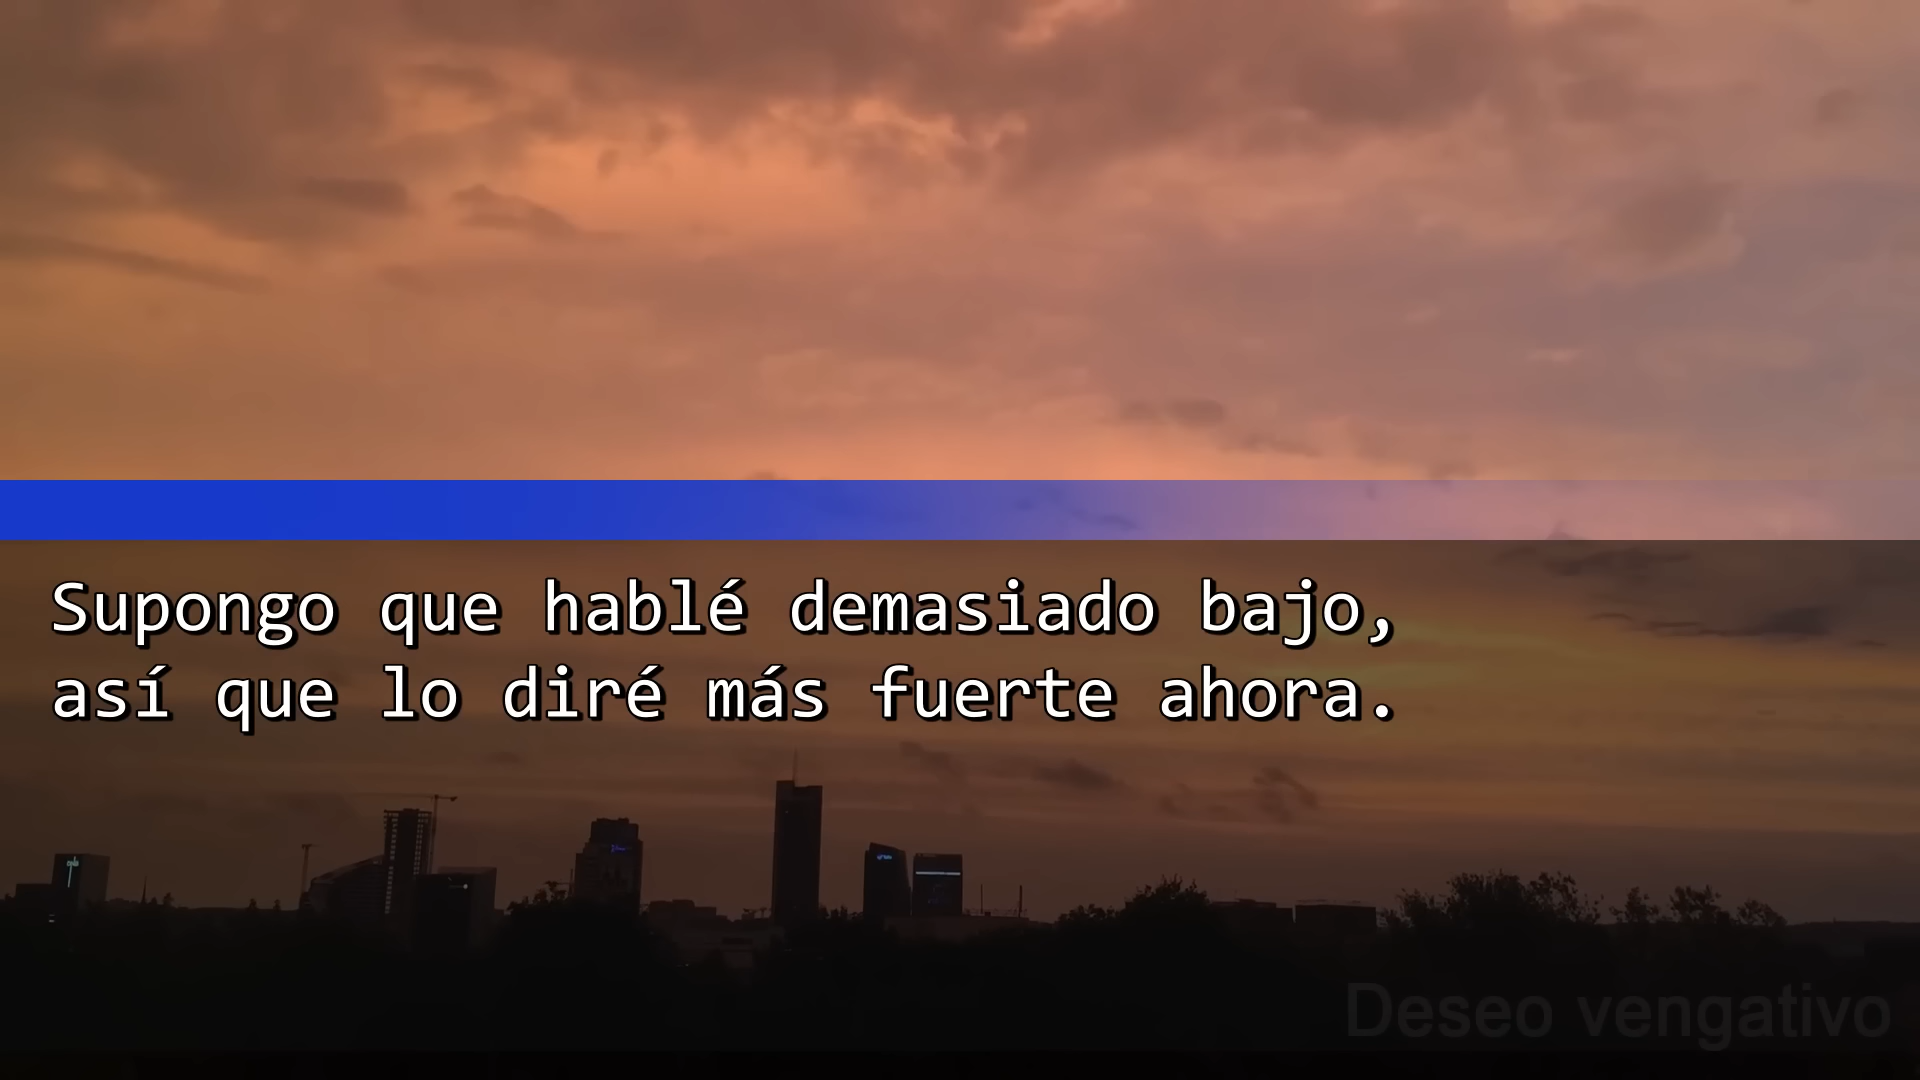 Supongo que hablé demasiado bajo,
así que lo diré más fuerte ahora.
Deseo vengativo